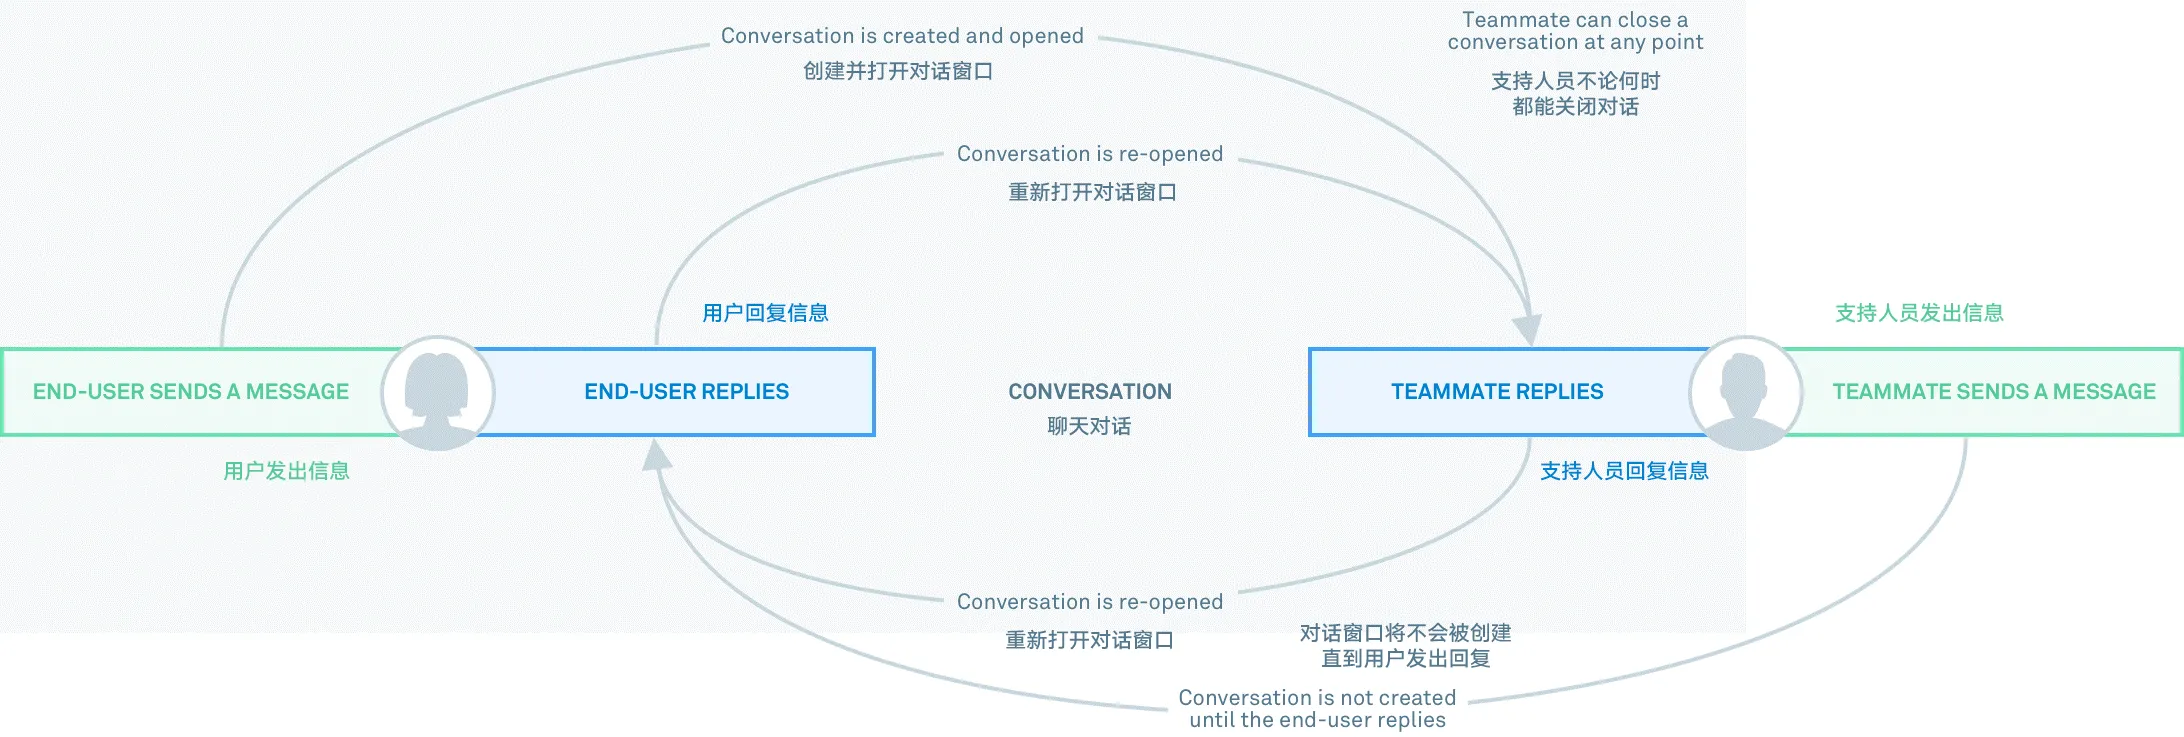 Conversation is created and opened
创建并打开对话窗口
Teammate can close a
conversation at any point
支持人员不论何时
都能关闭对话
Conversation is re-opened
重新打开对话窗口
用户回复信息
支持人员发出信息
END-USER SENDS A MESSAGE
END-USER REPLIES
CONVERSATION
聊天对话
TEAMMATE REPLIES
TEAMMATE SENDS A MESSAGE
用户发出信息
支持人员回复信息
Conversation is re-opened
重新打开对话窗口
对话窗口将不会被创建
直到用户发出回复
Conversation is not created
until the end-user replies